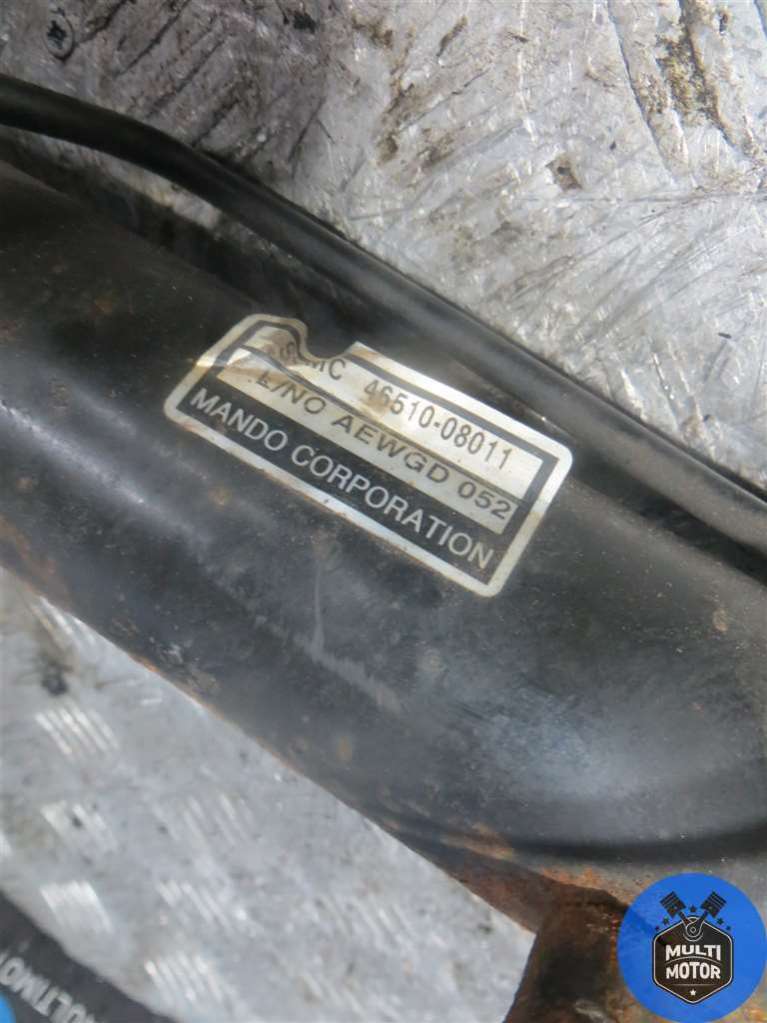 46510-08011
L/NO AEWGD 052
MANDO CORPORATION
MULTI
MOTOR